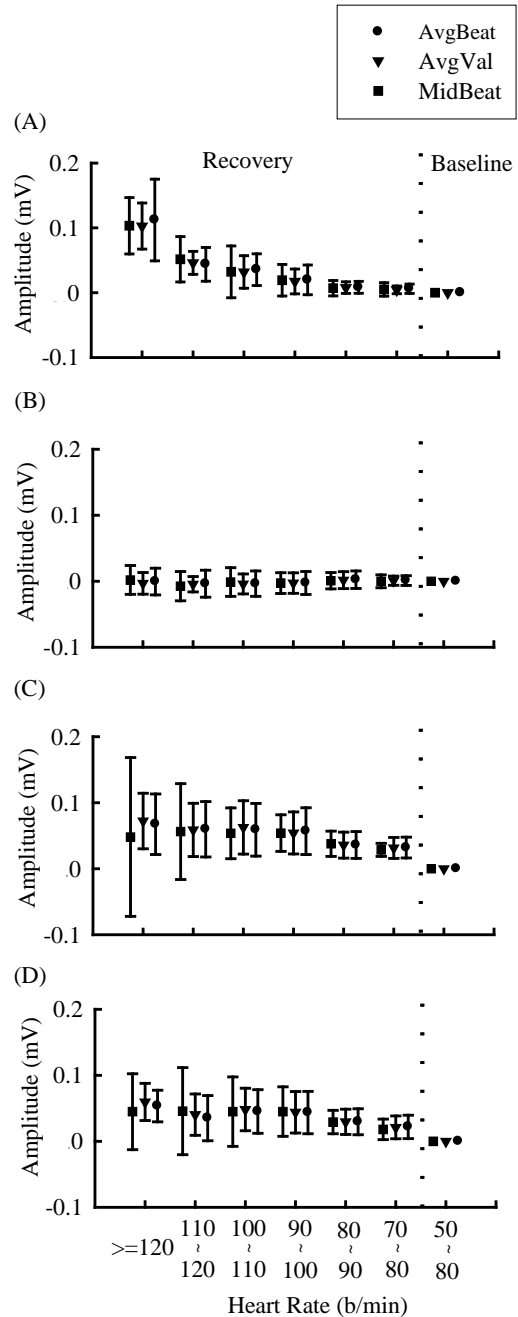 AvgBeat
AvgVal
MidBeat
(A)
Recovery
Baseline
0.2
0.1
0
-0.1
Amplitude (mV)
(B)
0.2
0.1
0
-0.1
Amplitude (mV)
(C)
0.2
0.1
0
-0.1
Amplitude (mV)
(D)
0.2
0.1
0
-0.1
Amplitude (mV)
>=120
110 ~ 120
100 ~ 110
90 ~ 100
80 ~ 90
70 ~ 80
50 ~ 80
Heart Rate (b/min)